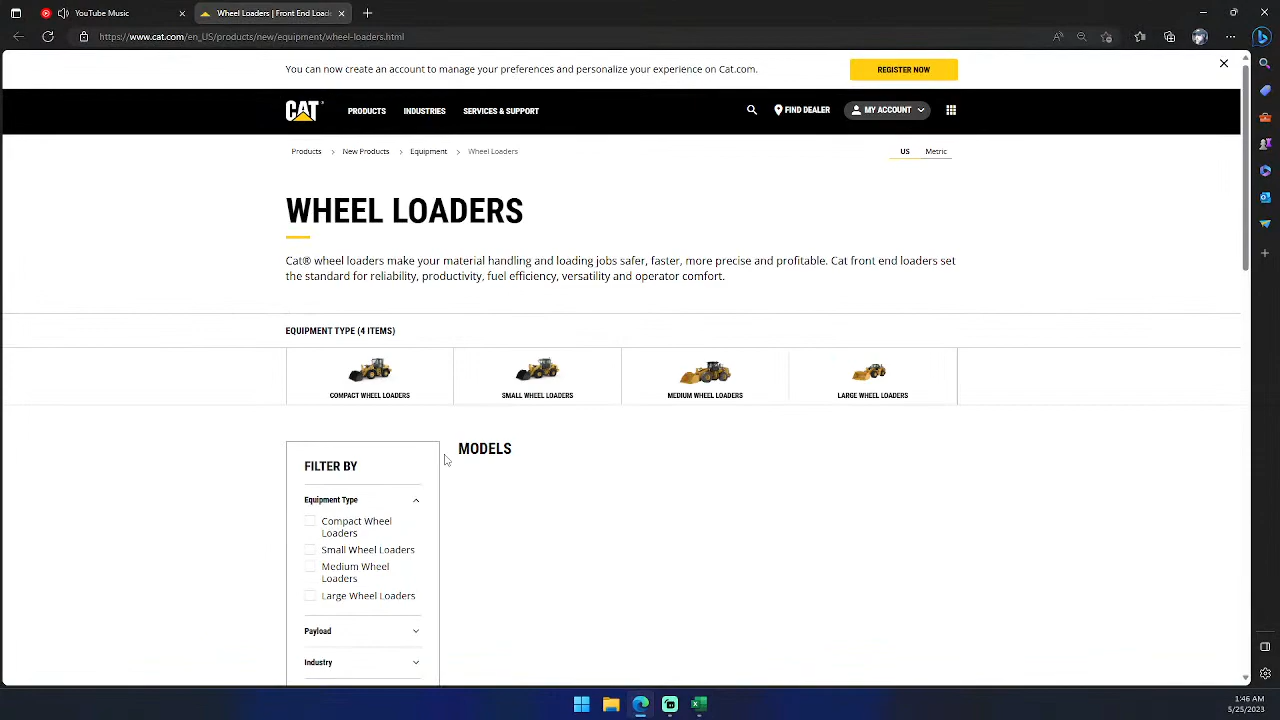 YouTube Music
Wheel Loaders | Front End Load
https://www.cat.com/en_US/products/new/equipment/wheel-loaders.html
You can now create an account to manage your preference and personalize your experience on Cat.com.
REGISTER NOW
CAT
PRODUCTS
INDUSTRIES
SERVICES & SUPPORT
FIND DEALER
MY ACCOUNT
Products
New Products
Equipment
Wheel Loaders
US
Metric
WHEEL LOADERS
Cat® wheel loaders make your material handling and loading jobs safer, faster, more precise and profitable. Cat front end loaders set
the standard for reliability, productivity, fuel efficiency, versatility and operator comfort.
EQUIPMENT TYPE (4 ITEMS)
COMPACT WHEEL LOADERS
SMALL WHEEL LOADERS
MEDIUM WHEEL LOADERS
LARGE WHEEL LOADERS
FILTER BY
MODELS
Equipment Type
Compact Wheel
Loaders
Small Wheel Loaders
Medium Wheel
Loaders
Large Wheel Loaders
Payload
Industry
1:46 AM
5/25/2023